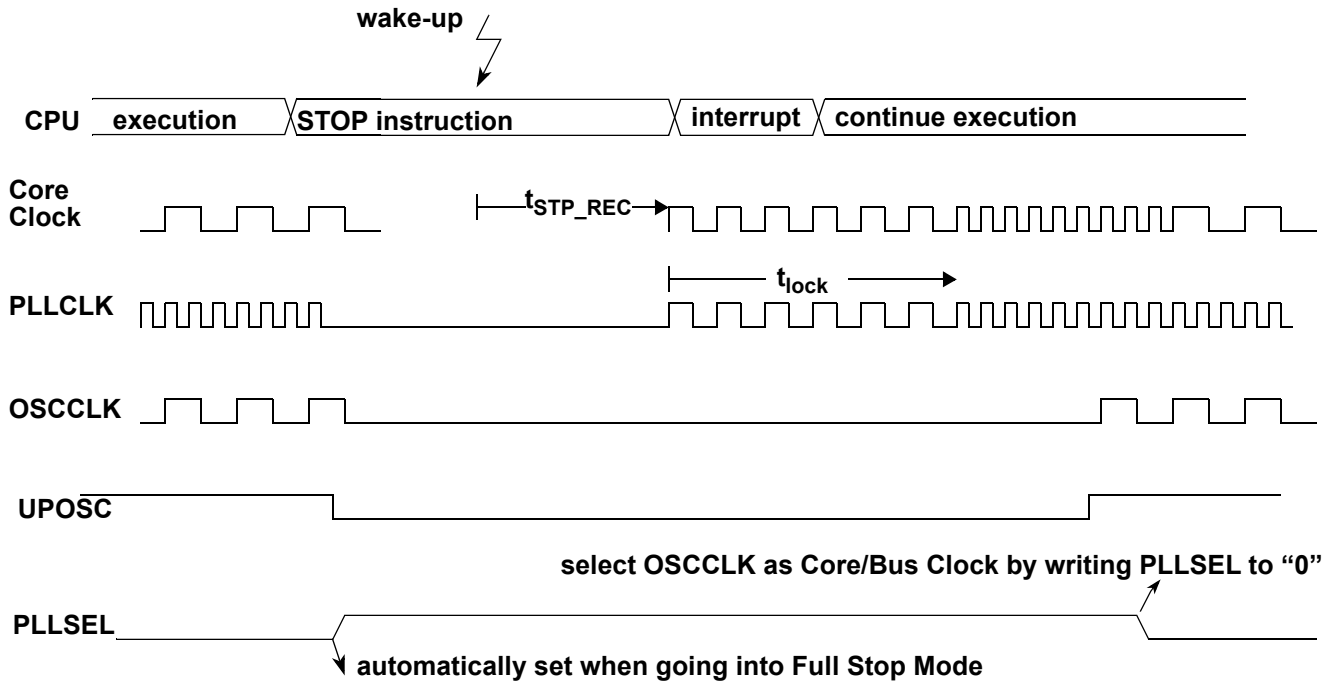 wake-up
CPU execution STOP instruction interrupt continue execution
Core
Clock
tSTP_REC
tlock
PLLCLK
OSCCLK
UPOSC
select OSCCLK as Core/Bus Clock by writing PLLSEL to “0”
PLLSEL
automatically set when going into Full Stop Mode